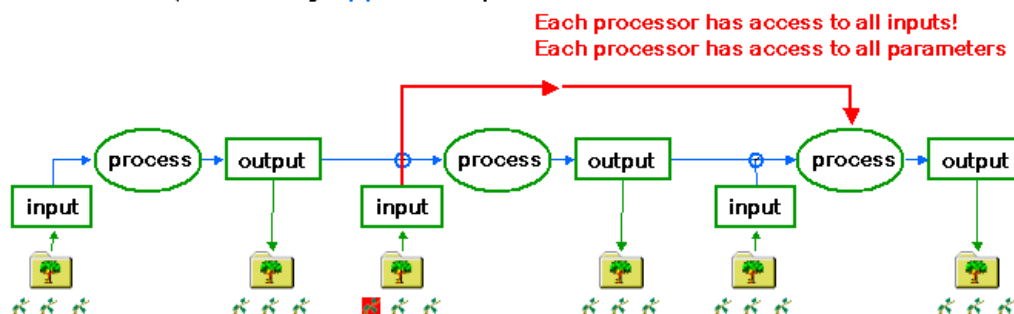 Each processor has access to all inputs!
Each processor has access to all parameters
process
output
process
output
process
output
input
input
input